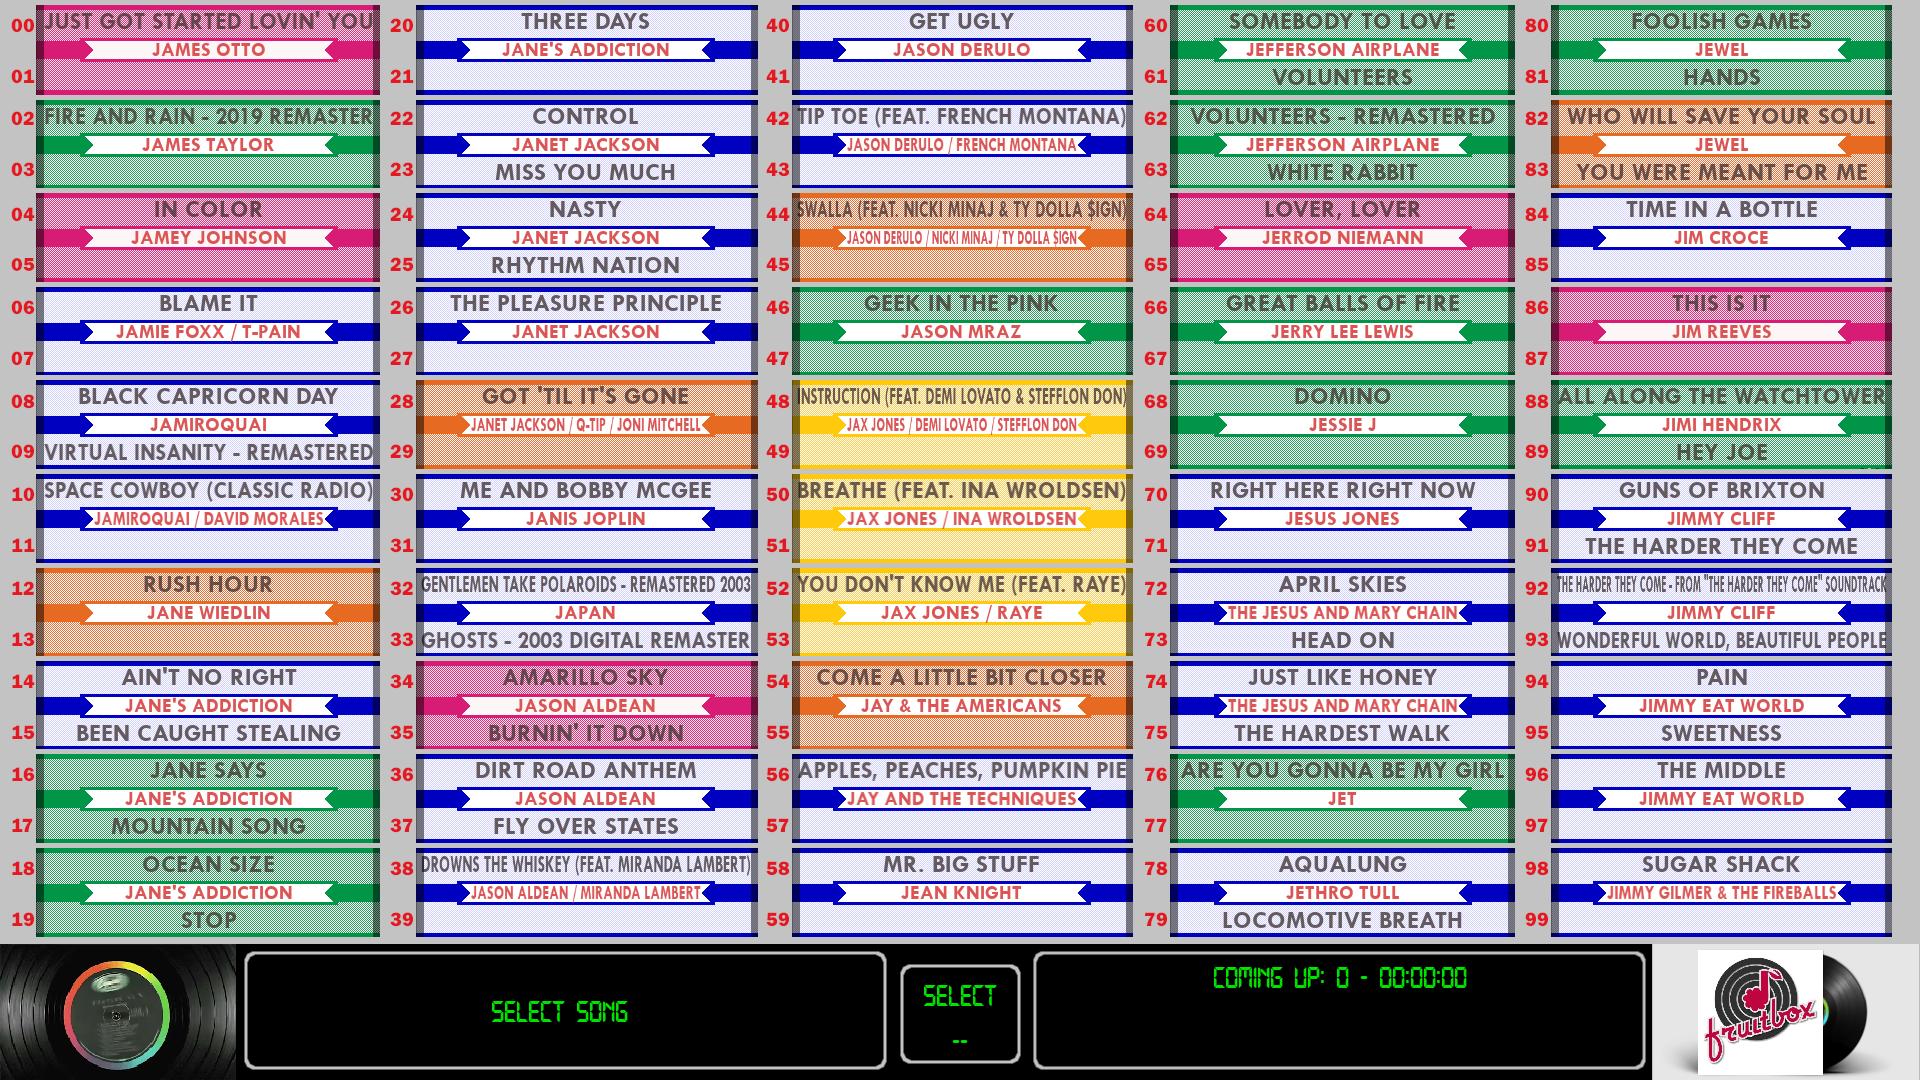 00 JUST GOT STARTED LOVIN' YOU
JAMES OTTO
01
02 FIRE AND RAIN - 2019 REMASTER
JAMES TAYLOR
03
04 IN COLOR
JAMEY JOHNSON
05
06 BLAME IT
JAMIE FOXX / T-PAIN
07
08 BLACK CAPRICORN DAY
JAMIROQUAI
09 VIRTUAL INSANITY - REMASTERED
10 SPACE COWBOY (CLASSIC RADIO)
JAMIROQUAI / DAVID MORALES
11
12 RUSH HOUR
JANE WIEDLIN
13
14 AIN'T NO RIGHT
JANE'S ADDICTION
15 BEEN CAUGHT STEALING
16 JANE SAYS
JANE'S ADDICTION
17 MOUNTAIN SONG
18 OCEAN SIZE
JANE'S ADDICTION
19 STOP
20 THREE DAYS
JANE'S ADDICTION
21
22 CONTROL
JANET JACKSON
23 MISS YOU MUCH
24 NASTY
JANET JACKSON
25 RHYTHM NATION
26 THE PLEASURE PRINCIPLE
JANET JACKSON
27
28 GOT 'TIL IT'S GONE
JANET JACKSON / Q-TIP / JONI MITCHELL
29
30 ME AND BOBBY MCGEE
JANIS JOPLIN
31
32 GENTLEMEN TAKE POLAROIDS - REMASTERED 2003
JAPAN
33 GHOSTS - 2003 DIGITAL REMASTER
34 AMARILLO SKY
JASON ALDEAN
35 BURNIN' IT DOWN
36 DIRT ROAD ANTHEM
JASON ALDEAN
37 FLY OVER STATES
38 DROWNS THE WHISKEY (FEAT. MIRANDA LAMBERT)
JASON ALDEAN / MIRANDA LAMBERT
39
40 GET UGLY
JASON DERULO
41
42 TIP TOE (FEAT. FRENCH MONTANA)
JASON DERULO / FRENCH MONTANA
43
44 SWALLA (FEAT. NICKI MINAJ & TY DOLLA $IGN)
JASON DERULO / NICKI MINAJ / TY DOLLA $IGN
45
46 GEEK IN THE PINK
JASON MRAZ
47
48 INSTRUCTION (FEAT. DEMI LOVATO & STEFFLON DON)
JAX JONES / DEMI LOVATO / STEFFLON DON
49
50 BREATHE (FEAT. INA WROLDSEN)
JAX JONES / INA WROLDSEN
51
52 YOU DON'T KNOW ME (FEAT. RAYE)
JAX JONES / RAYE
53
54 COME A LITTLE BIT CLOSER
JAY & THE AMERICANS
55
56 APPLES, PEACHES, PUMPKIN PIE
JAY AND THE TECHNIQUES
57
58 MR. BIG STUFF
JEAN KNIGHT
59
60 SOMEBODY TO LOVE
JEFFERSON AIRPLANE
61 VOLUNTEERS
62 VOLUNTEERS - REMASTERED
JEFFERSON AIRPLANE
63 WHITE RABBIT
64 LOVER, LOVER
JERROD NIEMANN
65
66 GREAT BALLS OF FIRE
JERRY LEE LEWIS
67
68 DOMINO
JESSIE J
69
70 RIGHT HERE RIGHT NOW
JESUS JONES
71
72 APRIL SKIES
THE JESUS AND MARY CHAIN
73 HEAD ON
74 JUST LIKE HONEY
THE JESUS AND MARY CHAIN
75 THE HARDEST WALK
76 ARE YOU GONNA BE MY GIRL
JET
77
78 AQUALUNG
JETHRO TULL
79 LOCOMOTIVE BREATH
80 FOOLISH GAMES
JEWEL
81 HANDS
82 WHO WILL SAVE YOUR SOUL
JEWEL
83 YOU WERE MEANT FOR ME
84 TIME IN A BOTTLE
JIM CROCE
85
86 THIS IS IT
JIM REEVES
87
88 ALL ALONG THE WATCHTOWER
JIMI HENDRIX
89 HEY JOE
90 GUNS OF BRIXTON
JIMMY CLIFF
91 THE HARDER THEY COME
92 THE HARDER THEY COME - FROM "THE HARDER THEY COME" SOUNDTRACK
JIMMY CLIFF
93 WONDERFUL WORLD, BEAUTIFUL PEOPLE
94 PAIN
JIMMY EAT WORLD
95 SWEETNESS
96 THE MIDDLE
JIMMY EAT WORLD
97
98 SUGAR SHACK
JIMMY GILMER & THE FIREBALLS
99
SELECT SONG
SELECT
--
COMING UP: 0 - 00:00:00
fruitbox